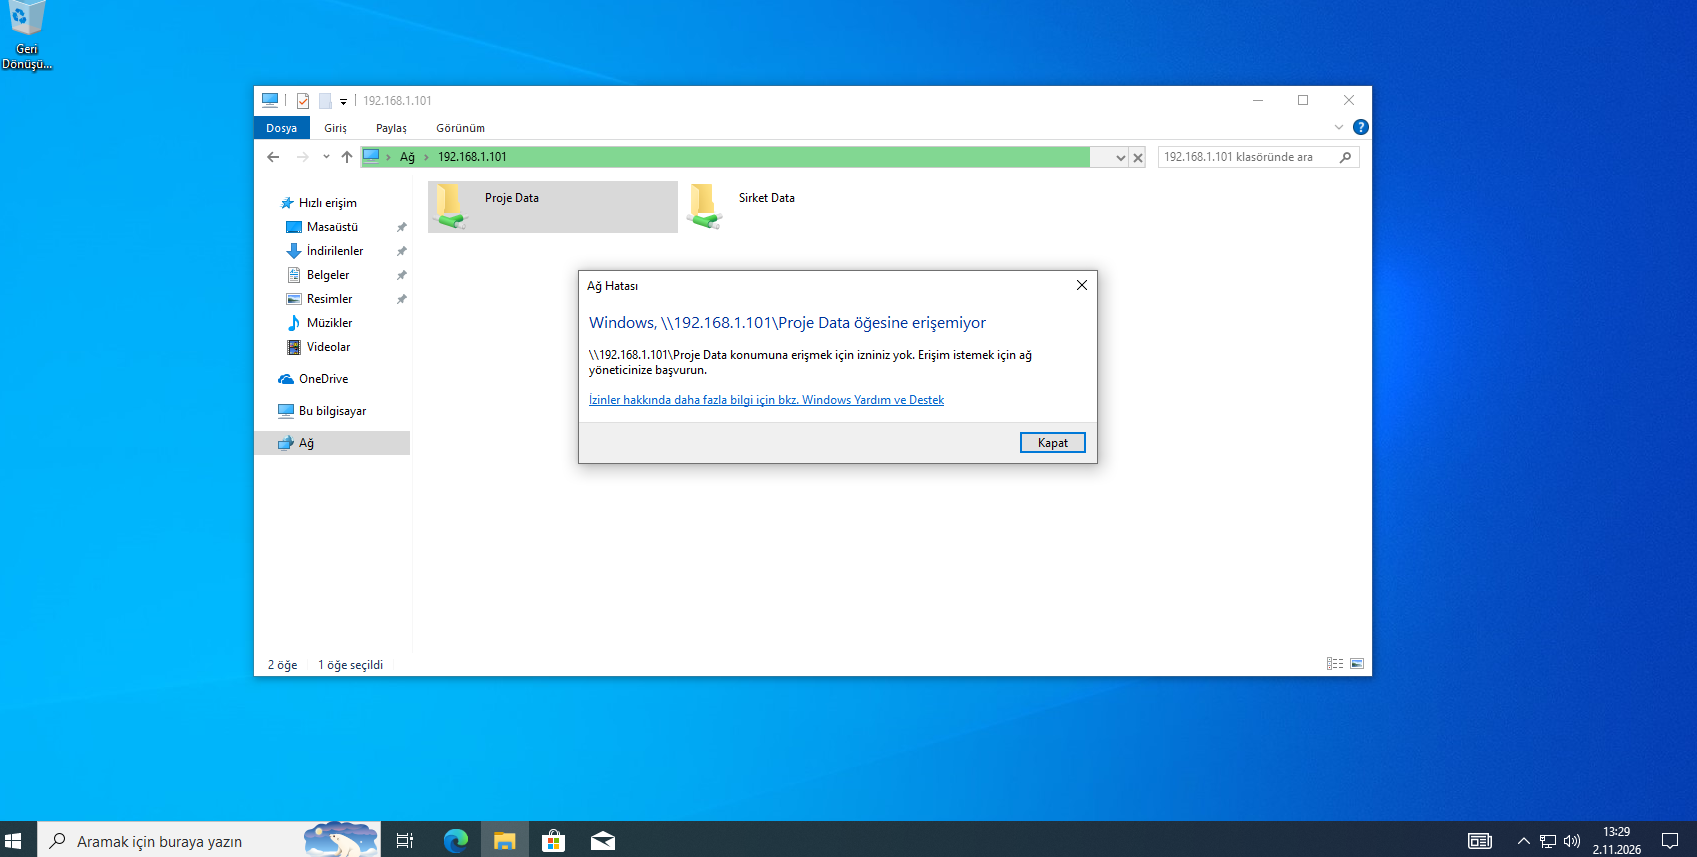 Geri
Dönüşü...
192.168.1.101
Dosya
Giriş
Paylaş
Görünüm
?
Ağ
192.168.1.101
192.168.1.101 klasöründe ara
Hızlı erişim
Masaüstü
İndirilenler
Belgeler
Resimler
Müzikler
Videolar
OneDrive
Bu bilgisayar
Ağ
Proje Data
Sirket Data
Ağ Hatası
Windows, \\192.168.1.101\Proje Data öğesine erişemiyor
\\192.168.1.101\Proje Data konumuna erişmek için izniniz yok. Erişim istemek için ağ
yöneticinize başvurun.
İzinler hakkında daha fazla bilgi için bkz. Windows Yardım ve Destek
Kapat
2 öğe
1 öğe seçildi
Aramak için buraya yazın
13:29
2.11.2026